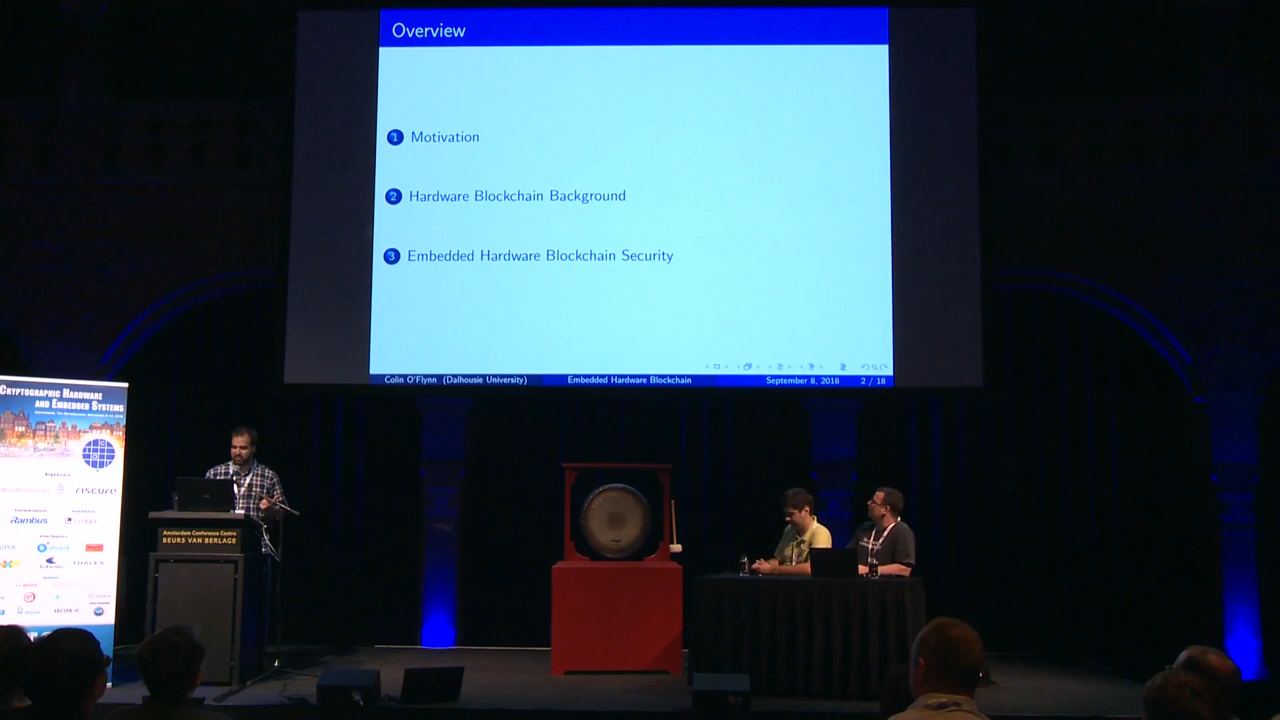 Overview
1 Motivation
2 Hardware Blockchain Background
3 Embedded Hardware Blockchain Security
Colin O'Flynn (Dalhousie University) Embedded Hardware Blockchain September 8, 2018 2 / 18
CRYPTOGRAPHIC HARDWARE
AND EMBEDDED SYSTEMS
riscure
Rambus
THALES
Amsterdam Conference Centre
BEURS VAN BERLAGE